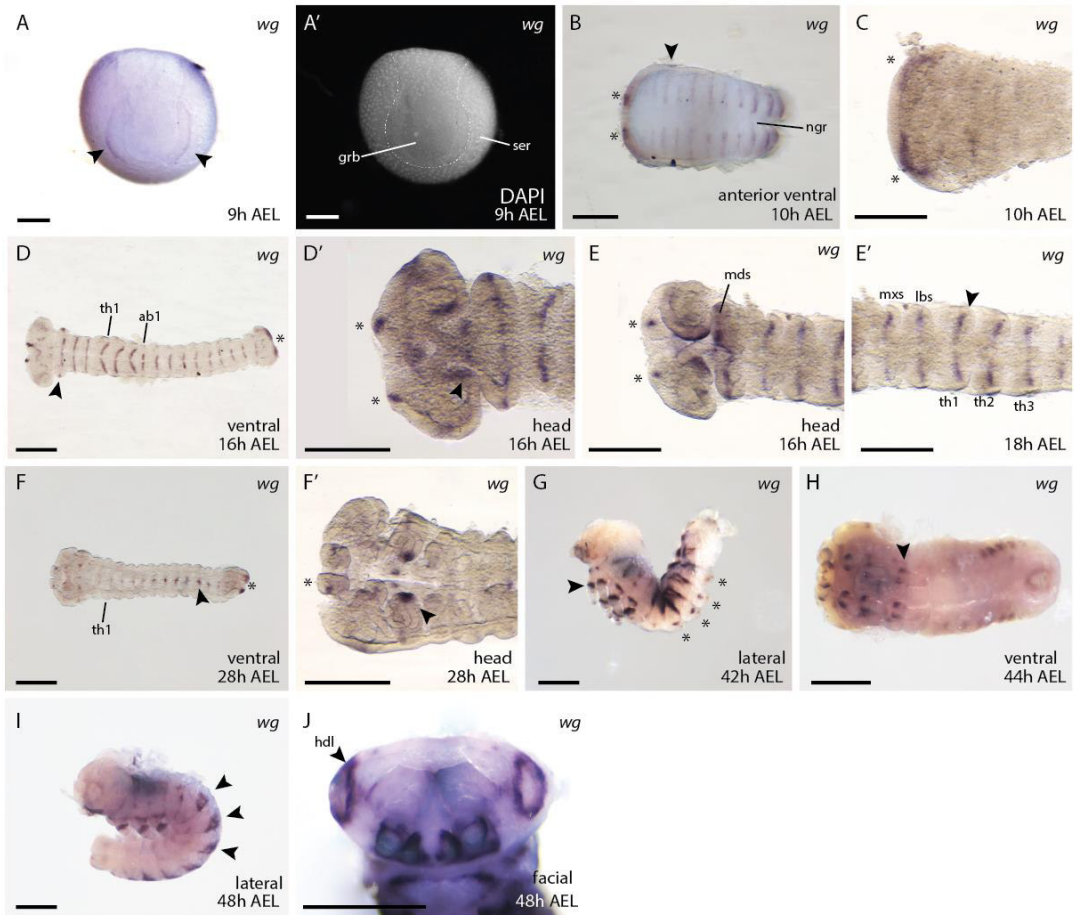 A
wg
9h AEL
A'
wg
grb
ser
DAPI
9h AEL
B
wg
*
*
ngr
anterior ventral
10h AEL
C
wg
*
*
10h AEL
D
wg
th1
ab1
*
ventral
16h AEL
D'
wg
*
*
head
16h AEL
E
wg
mds
*
*
head
16h AEL
E'
wg
mxs
lbs
th1
th2
th3
18h AEL
F
wg
*
th1
ventral
28h AEL
F'
wg
*
head
28h AEL
G
wg
*
*
*
*
lateral
42h AEL
H
wg
ventral
44h AEL
I
wg
lateral
48h AEL
J
wg
hdl
facial
48h AEL